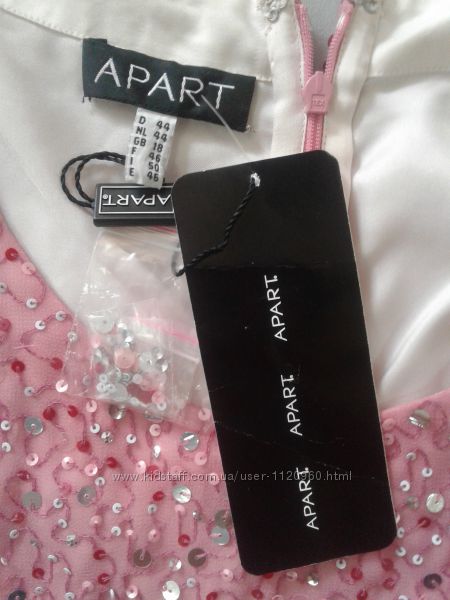 APART
D 44
NL 44
GB 18
F 46
I 50
E 46
APART.
APART.
APART.
APART.
www.kidstaff.com.ua/user-1120960.html